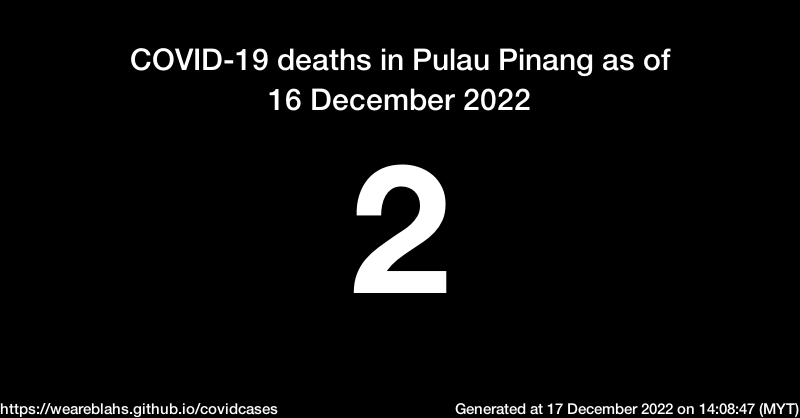 COVID-19 deaths in Pulau Pinang as of
16 December 2022
2
https://weareblahs.github.io/covidcases
Generated at 17 December 2022 on 14:08:47 (MYT)